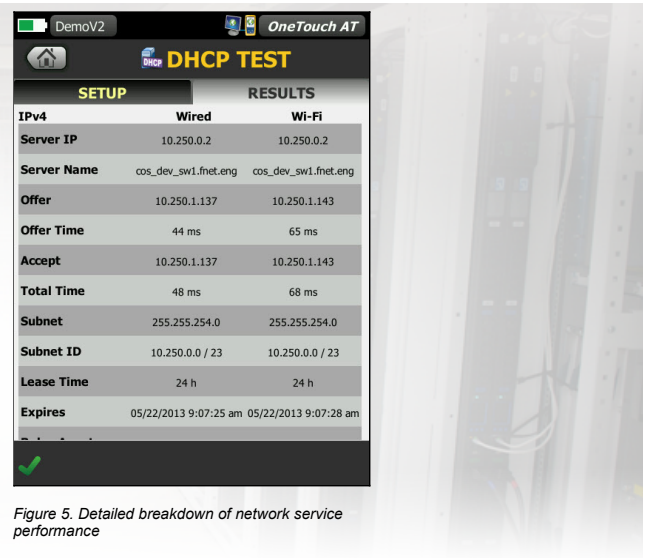 DemoV2 OneTouch AT
DHCP DHCP TEST
SETUP RESULTS
IPv4 Wired Wi-Fi
Server IP 10.250.0.2 10.250.0.2
Server Name cos_dev_sw1.fnet.eng cos_dev_sw1.fnet.eng
Offer 10.250.1.137 10.250.1.143
Offer Time 44 ms 65 ms
Accept 10.250.1.137 10.250.1.143
Total Time 48 ms 68 ms
Subnet 255.255.254.0 255.255.254.0
Subnet ID 10.250.0.0 / 23 10.250.0.0 / 23
Lease Time 24 h 24 h
Expires 05/22/2013 9:07:25 am 05/22/2013 9:07:28 am
Figure 5. Detailed breakdown of network service
performance